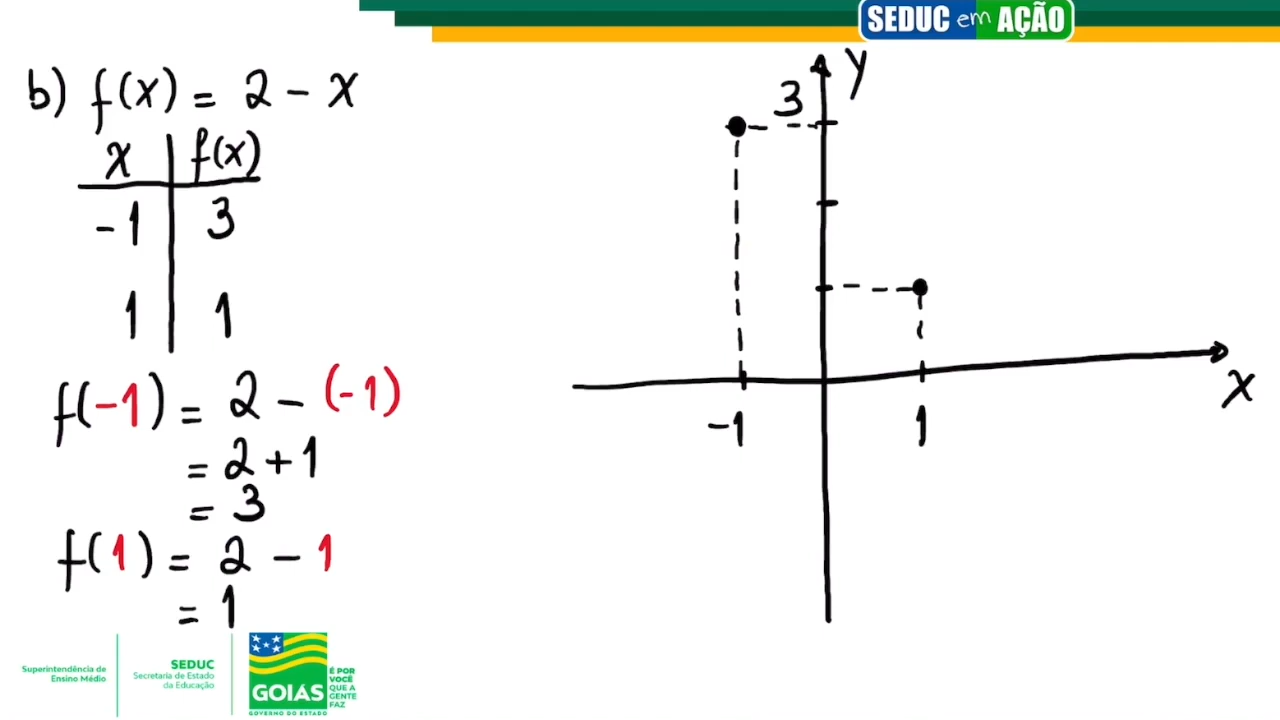 SEDUC em AÇÃO
b) f(x) = 2 - x
x f(x)
-1 3
1 1
f(-1) = 2 - (-1)
= 2 + 1
= 3
f(1) = 2 - 1
= 1
y
3
-1 1
x
Superintendência de
Ensino Médio
SEDUC
Secretaria de Estado
da Educação
GOIÁS
GOVERNO DO ESTADO
É POR
VOCÊ
QUE A
GENTE
FAZ